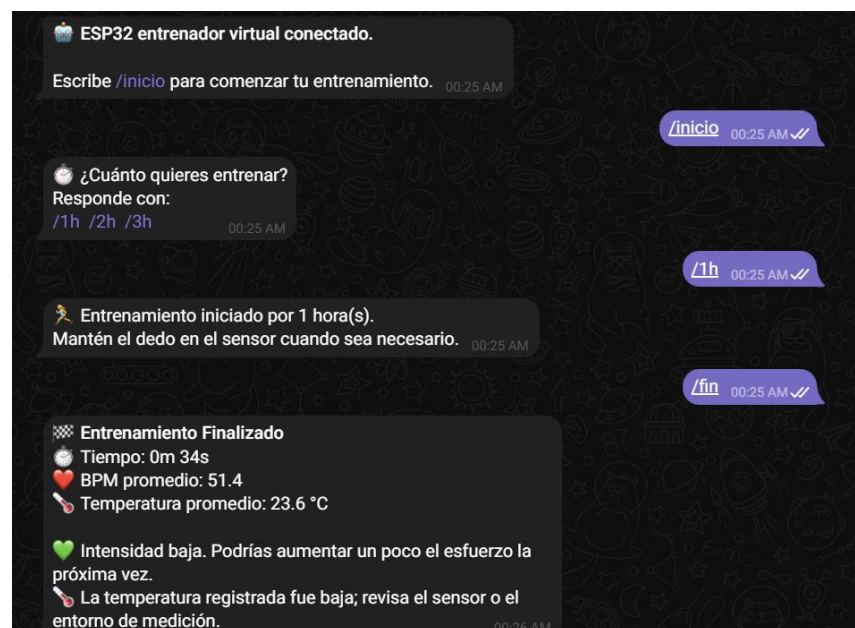 🤖 ESP32 entrenador virtual conectado.
Escribe /inicio para comenzar tu entrenamiento. 00:25 AM
/inicio 00:25 AM
⏱ ¿Cuánto quieres entrenar?
Responde con:
/1h /2h /3h 00:25 AM
/1h 00:25 AM
🏃 Entrenamiento iniciado por 1 hora(s).
Mantén el dedo en el sensor cuando sea necesario. 00:25 AM
/fin 00:25 AM
🏁 Entrenamiento Finalizado
⏱ Tiempo: 0m 34s
❤️ BPM promedio: 51.4
🌡 Temperatura promedio: 23.6 °C
💚 Intensidad baja. Podrías aumentar un poco el esfuerzo la
próxima vez.
🌡 La temperatura registrada fue baja; revisa el sensor o el
entorno de medición. 00:26 AM